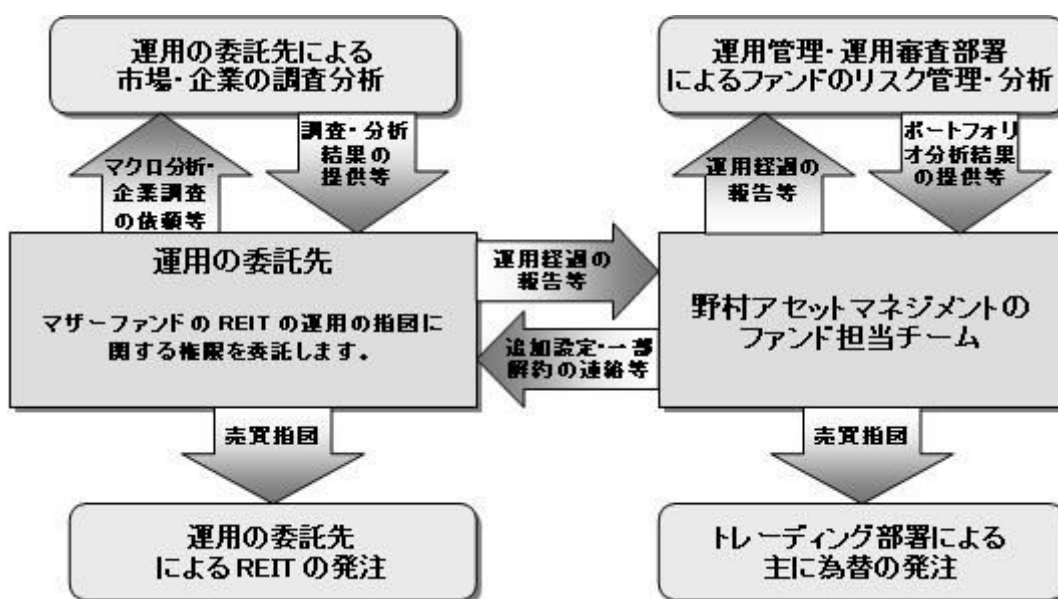 運用の委託先による
市場・企業の調査分析
運用管理・運用審査部署
によるファンドのリスク管理・分析
マクロ分析・
企業調査
の依頼等
調査・分析
結果の
提供等
運用経過の
報告等
ポートフォリ
オ分析結果
の提供等
運用の委託先
マザーファンドのREITの運用の指図に
関する権限を委託します。
運用経過の
報告等
追加設定・一部
解約の連絡等
野村アセットマネジメントの
ファンド担当チーム
売買指図
売買指図
運用の委託先
によるREITの発注
トレーディング部署による
主に為替の発注